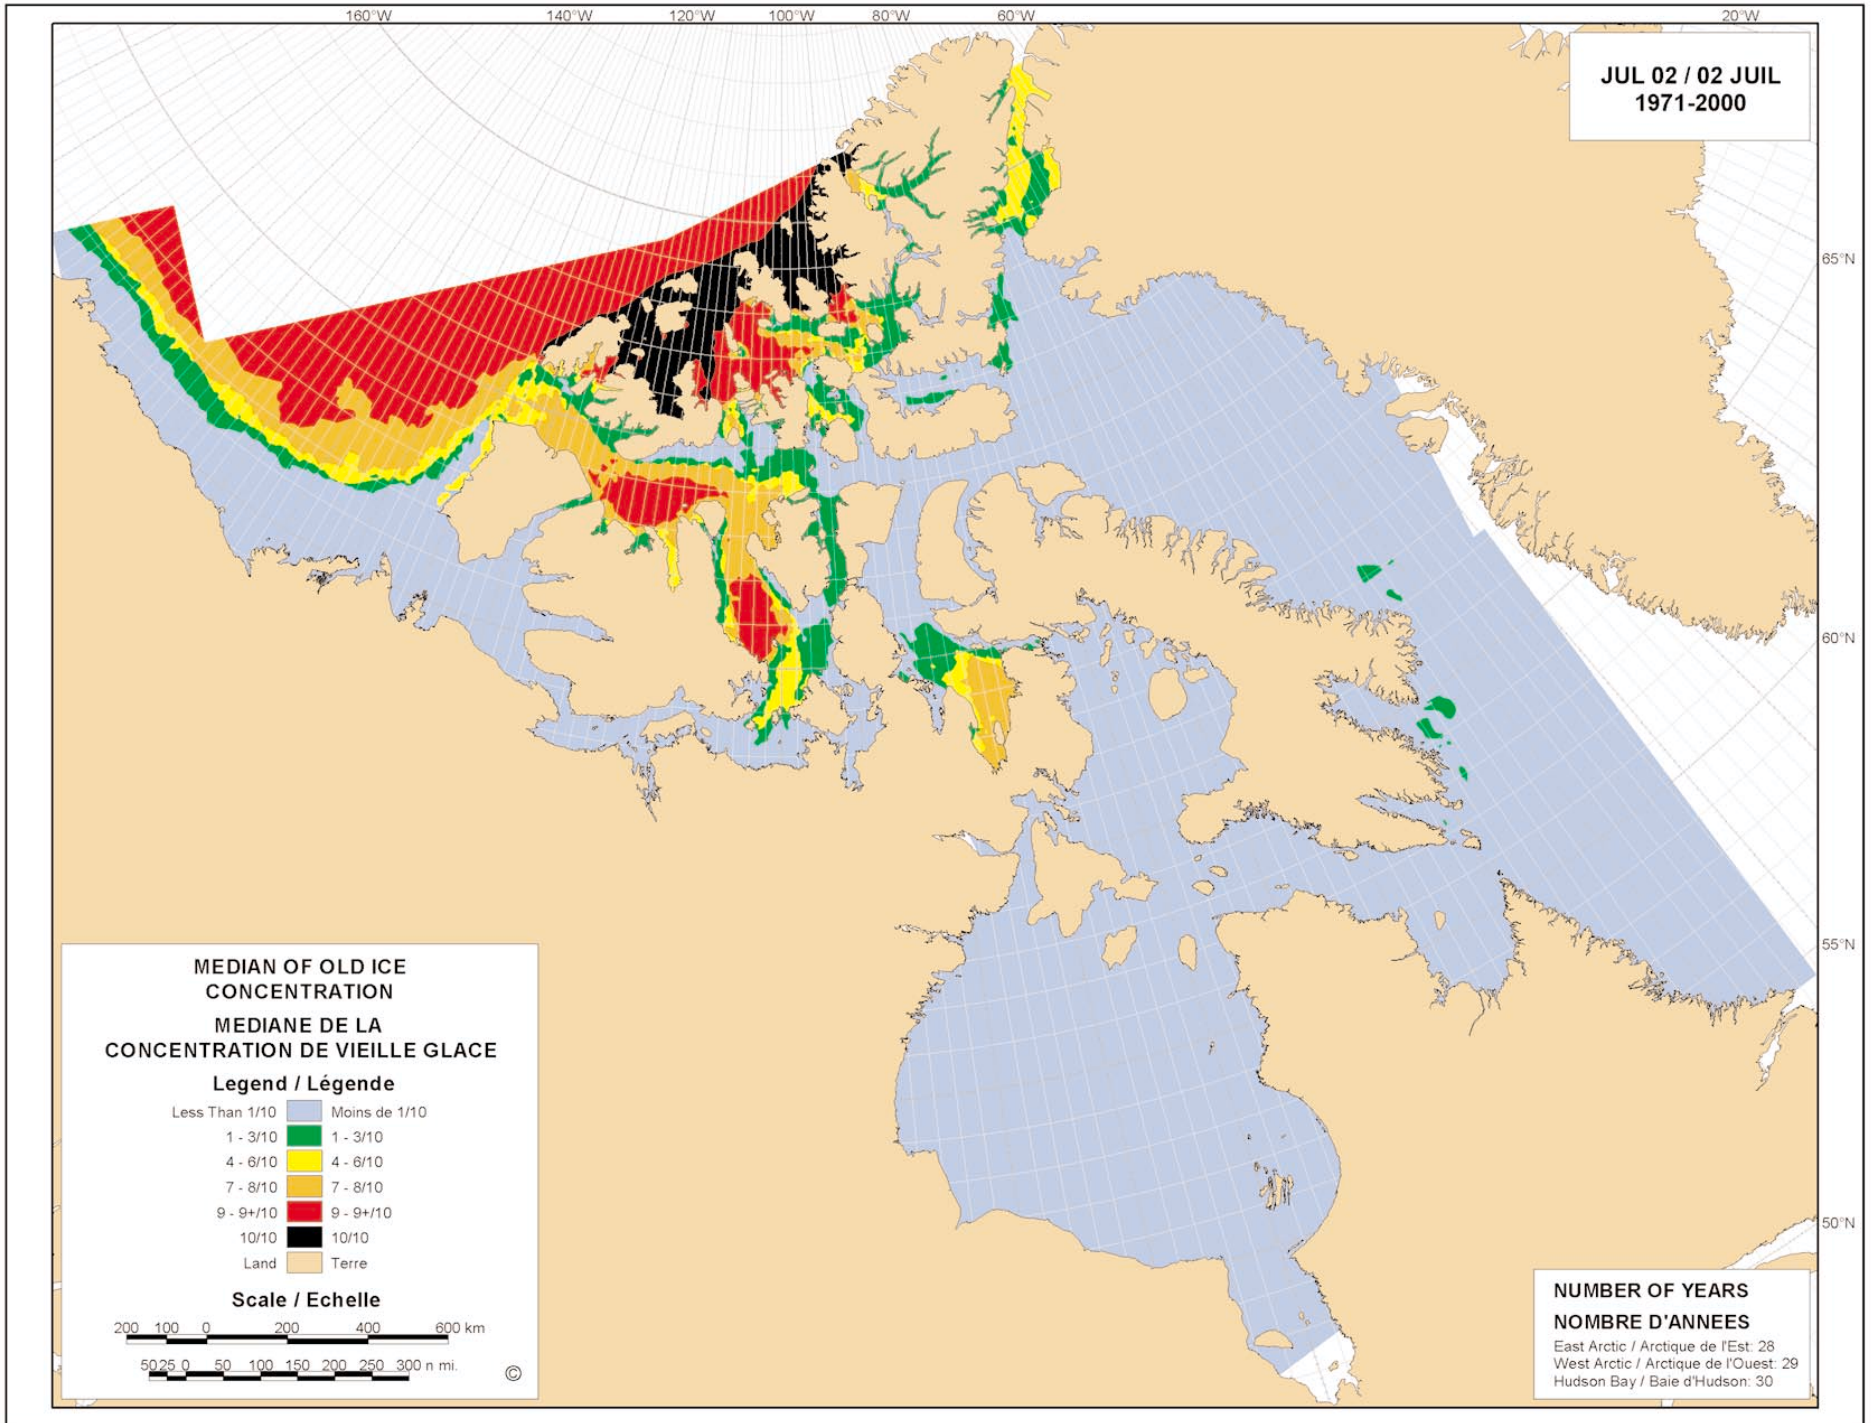 160°W 140°W 120°W 100°W 80°W 60°W 20°W
JUL 02 / 02 JUIL
1971-2000
65°N
60°N
55°N
50°N
MEDIAN OF OLD ICE
CONCENTRATION
MEDIANE DE LA
CONCENTRATION DE VIEILLE GLACE
Legend / Légende
Less Than 1/10 Moins de 1/10
1 - 3/10 1 - 3/10
4 - 6/10 4 - 6/10
7 - 8/10 7 - 8/10
9 - 9+/10 9 - 9+/10
10/10 10/10
Land Terre
Scale / Echelle
200 100 0 200 400 600 km
50 25 0 50 100 150 200 250 300 n mi.
©
NUMBER OF YEARS
NOMBRE D'ANNEES
East Arctic / Arctique de l'Est: 28
West Arctic / Arctique de l'Ouest: 29
Hudson Bay / Baie d'Hudson: 30